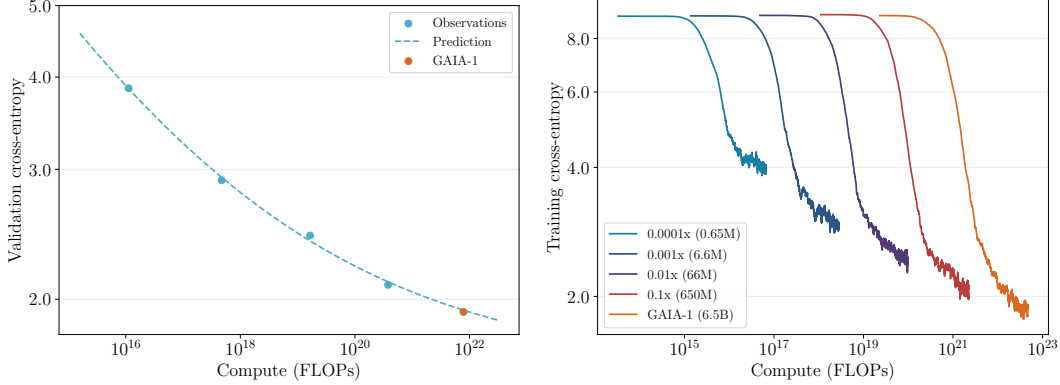 5.0
4.0
3.0
2.0
Validation cross-entropy
Observations
Prediction
GAIA-1
10^16
10^18
10^20
10^22
Compute (FLOPs)
8.0
6.0
4.0
2.0
Training cross-entropy
0.0001x (0.65M)
0.001x (6.6M)
0.01x (66M)
0.1x (650M)
GAIA-1 (6.5B)
10^15
10^17
10^19
10^21
10^23
Compute (FLOPs)